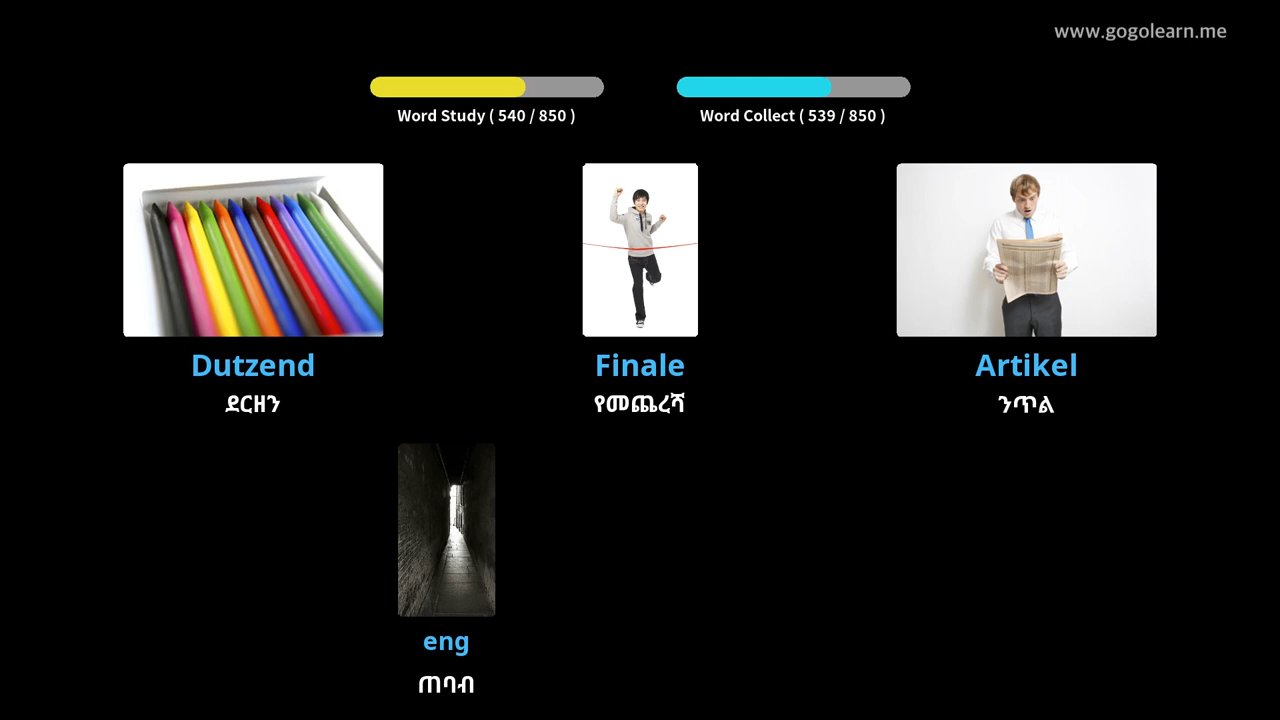 www.gogolearn.me
Word Study ( 540 / 850 )
Word Collect ( 539 / 850 )
Dutzend
ደርዘን
Finale
የመጨረሻ
Artikel
ንጥል
eng
ጠባብ